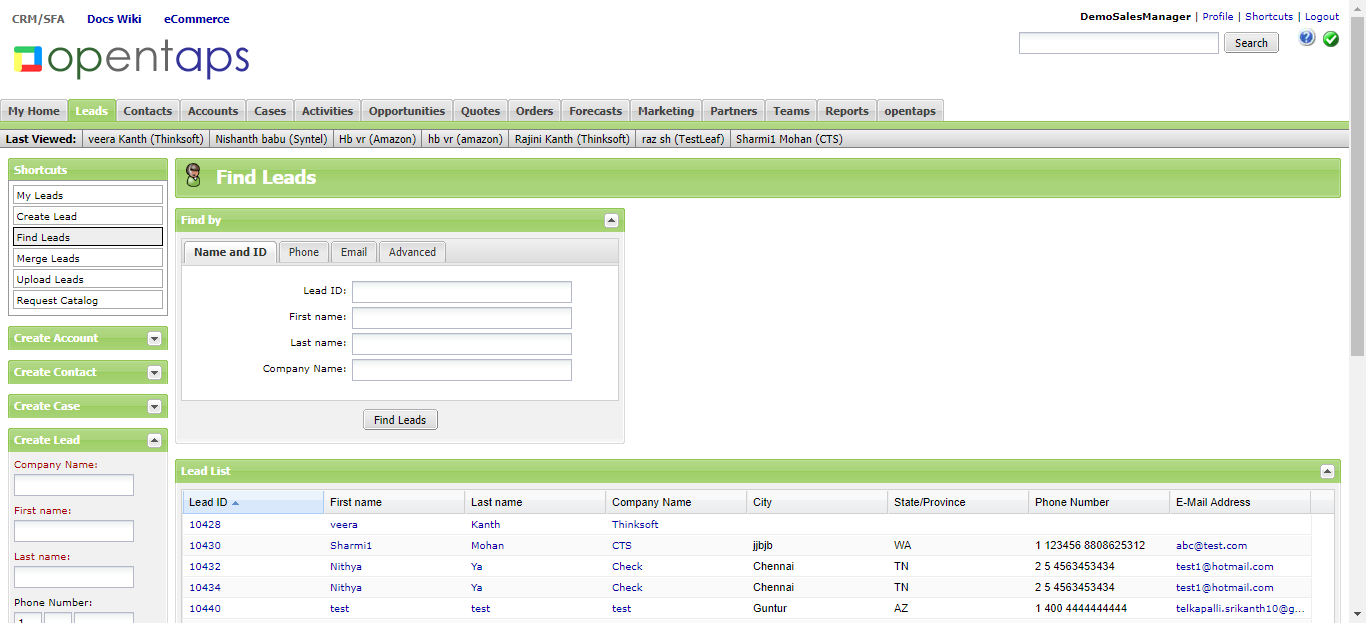 CRM/SFA Docs Wiki eCommerce
DemoSalesManager | Profile | Shortcuts | Logout
opentaps
Search
My Home Leads Contacts Accounts Cases Activities Opportunities Quotes Orders Forecasts Marketing Partners Teams Reports opentaps
Last Viewed: veera Kanth (Thinksoft) Nishanth babu (Syntel) Hb vr (Amazon) hb vr (amazon) Rajini Kanth (Thinksoft) raz sh (TestLeaf) Sharmi1 Mohan (CTS)
Shortcuts
My Leads
Create Lead
Find Leads
Merge Leads
Upload Leads
Request Catalog
Create Account
Create Contact
Create Case
Create Lead
Company Name:
First name:
Last name:
Phone Number:
1
Find Leads
Find by
Name and ID Phone Email Advanced
Lead ID:
First name:
Last name:
Company Name:
Find Leads
Lead List
Lead ID First name Last name Company Name City State/Province Phone Number E-Mail Address
10428 veera Kanth Thinksoft
10430 Sharmi1 Mohan CTS jjbjb WA 1 123456 8808625312 abc@test.com
10432 Nithya Ya Check Chennai TN 2 5 4563453434 test1@hotmail.com
10434 Nithya Ya Check Chennai TN 2 5 4563453434 test1@hotmail.com
10440 test test test Guntur AZ 1 400 4444444444 telkapalli.srikanth10@g...